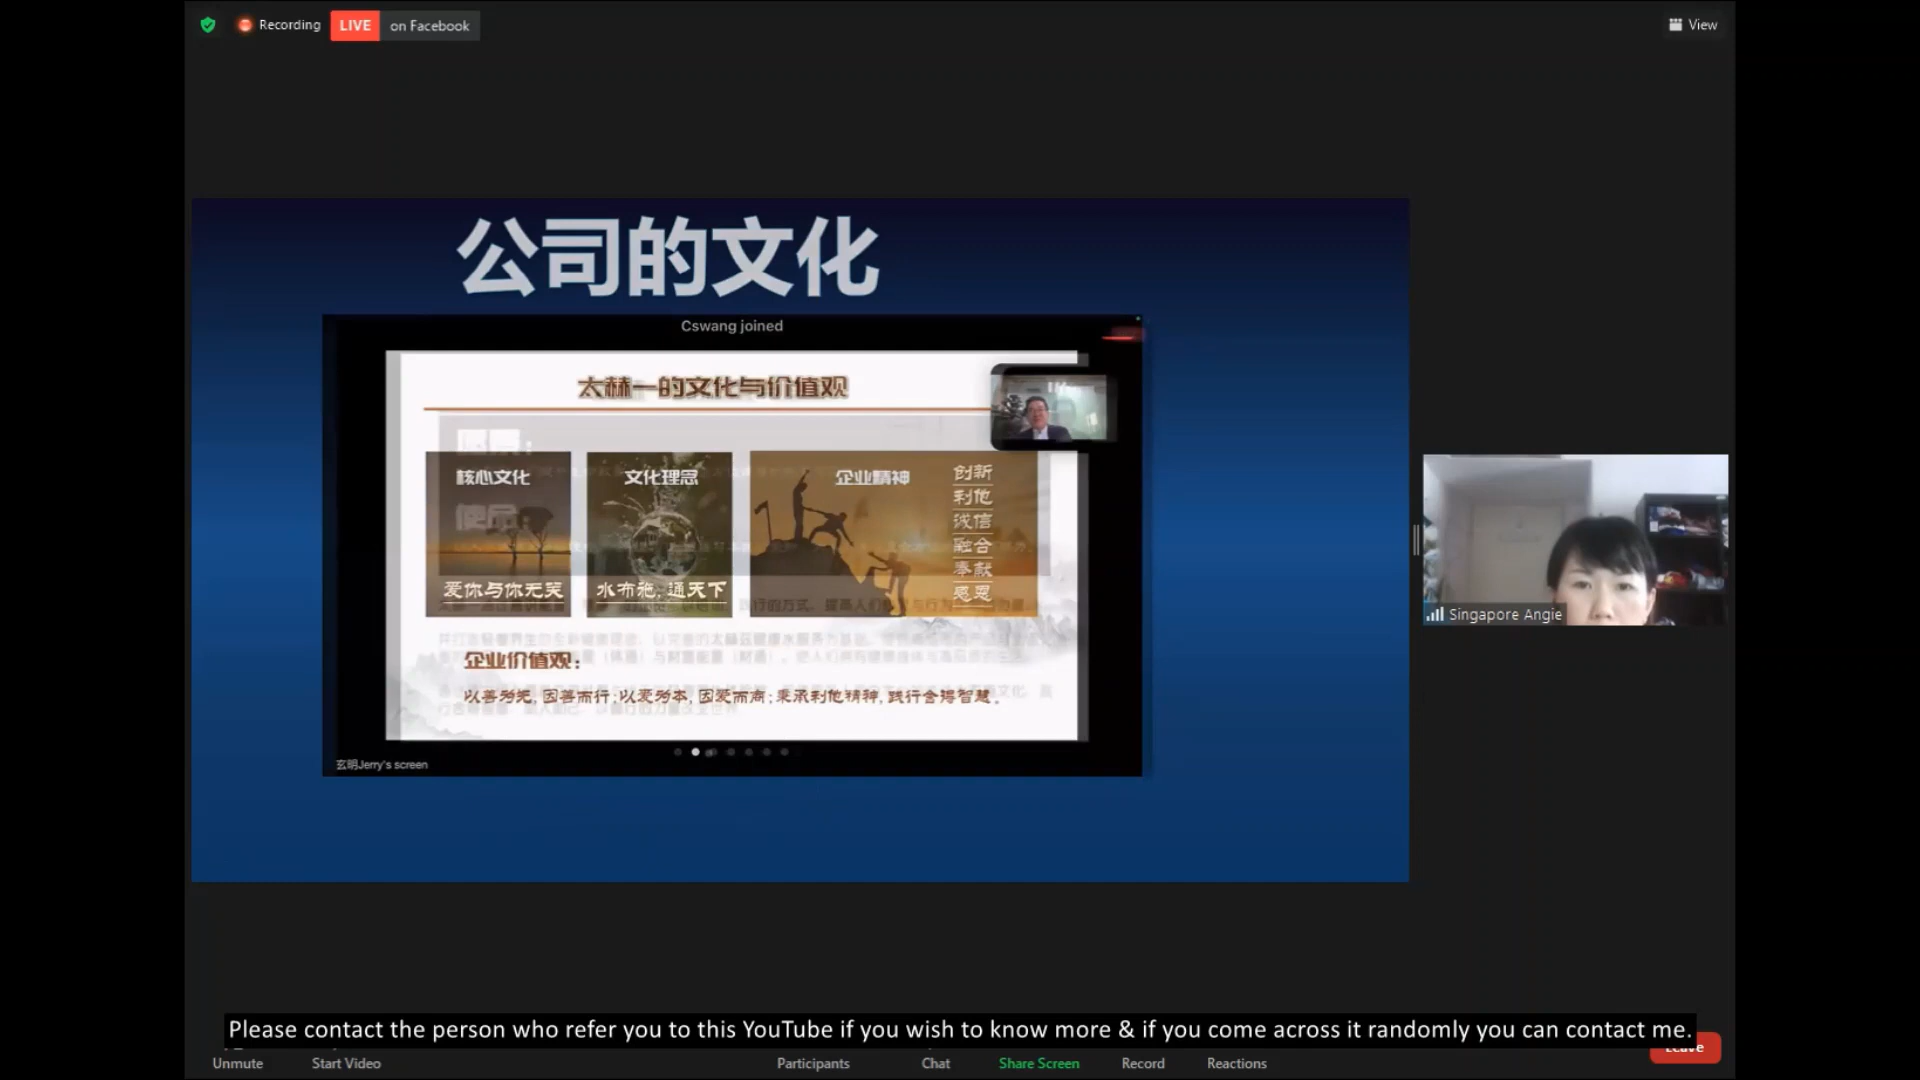 Recording
LIVE on Facebook
View
公司的文化
Cswang joined
太赫一的文化与价值观
核心文化
文化理念
企业精神
创新
利他
诚信
融合
奉献
感恩
使命
爱你与你无关
水布施，通天下
企业价值观：
以善为先，因善而行；以爱为本，因爱而商；秉承利他精神，践行舍得智慧。
玄明Jerry's screen
Singapore Angie
Please contact the person who refer you to this YouTube if you wish to know more & if you come across it randomly you can contact me.
Leave
Unmute
Start Video
Participants
Chat
Share Screen
Record
Reactions